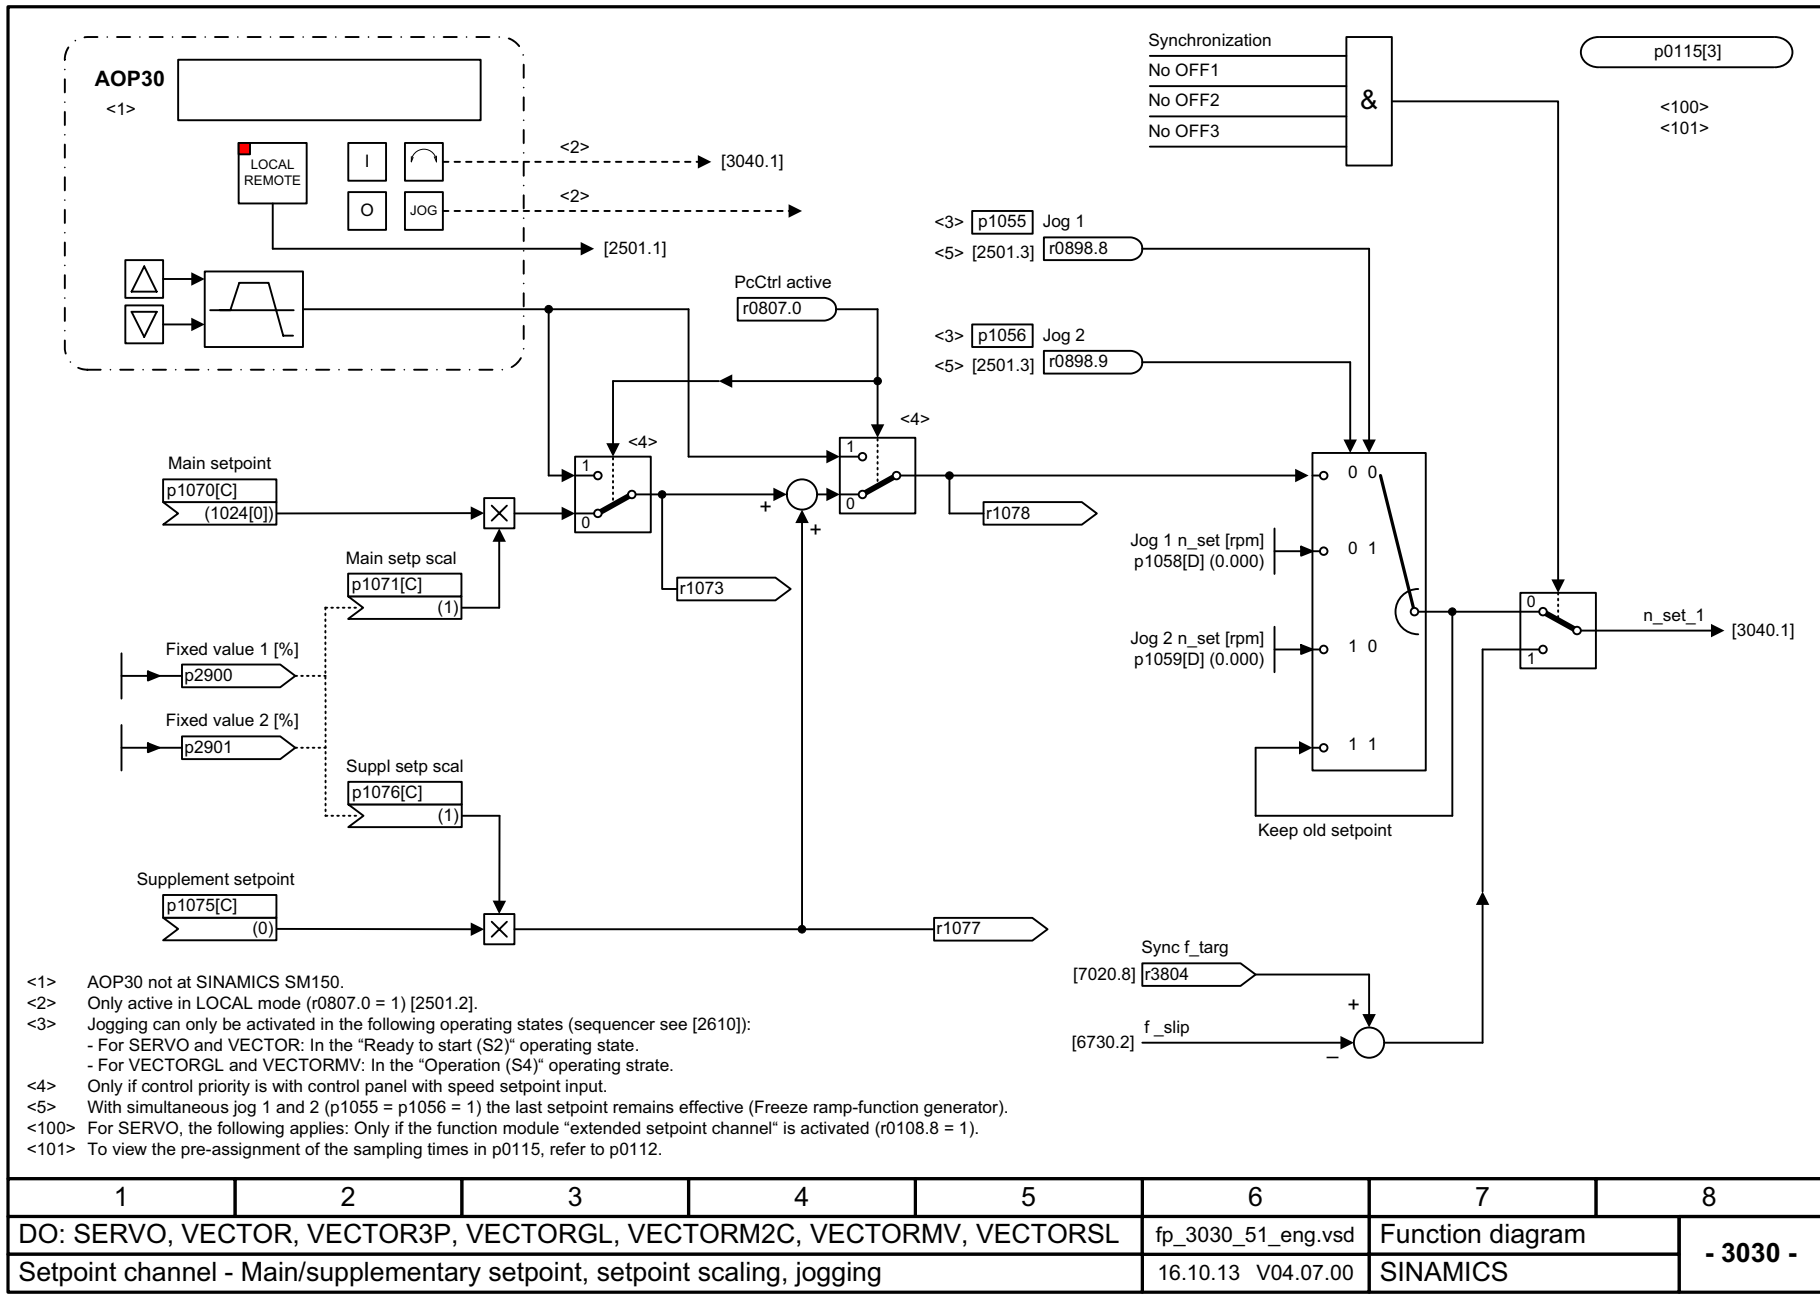 AOP30
<1>
LOCAL
REMOTE
I
O
JOG
<2>
[3040.1]
<2>
[2501.1]
Synchronization
No OFF1
No OFF2
No OFF3
&
p0115[3]
<100>
<101>
<3> p1055 Jog 1
<5> [2501.3] r0898.8
PcCtrl active
r0807.0
<3> p1056 Jog 2
<5> [2501.3] r0898.9
<4>
<4>
1
0
1
0
Main setpoint
p1070[C]
(1024[0])
Main setp scal
p1071[C]
(1)
+
+
r1073
r1078
0 0
Jog 1 n_set [rpm]
p1058[D] (0.000)
0 1
Jog 2 n_set [rpm]
p1059[D] (0.000)
1 0
1 1
Keep old setpoint
0
1
n_set_1
[3040.1]
Fixed value 1 [%]
p2900
Fixed value 2 [%]
p2901
Suppl setp scal
p1076[C]
(1)
Supplement setpoint
p1075[C]
(0)
r1077
Sync f_targ
[7020.8] r3804
+
[6730.2] f _slip
–
<1> AOP30 not at SINAMICS SM150.
<2> Only active in LOCAL mode (r0807.0 = 1) [2501.2].
<3> Jogging can only be activated in the following operating states (sequencer see [2610]):
- For SERVO and VECTOR: In the “Ready to start (S2)“ operating state.
- For VECTORGL and VECTORMV: In the “Operation (S4)“ operating strate.
<4> Only if control priority is with control panel with speed setpoint input.
<5> With simultaneous jog 1 and 2 (p1055 = p1056 = 1) the last setpoint remains effective (Freeze ramp-function generator).
<100> For SERVO, the following applies: Only if the function module “extended setpoint channel“ is activated (r0108.8 = 1).
<101> To view the pre-assignment of the sampling times in p0115, refer to p0112.
1 2 3 4 5 6 7 8
DO: SERVO, VECTOR, VECTOR3P, VECTORGL, VECTORM2C, VECTORMV, VECTORSL
fp_3030_51_eng.vsd
Function diagram
- 3030 -
Setpoint channel - Main/supplementary setpoint, setpoint scaling, jogging
16.10.13 V04.07.00
SINAMICS